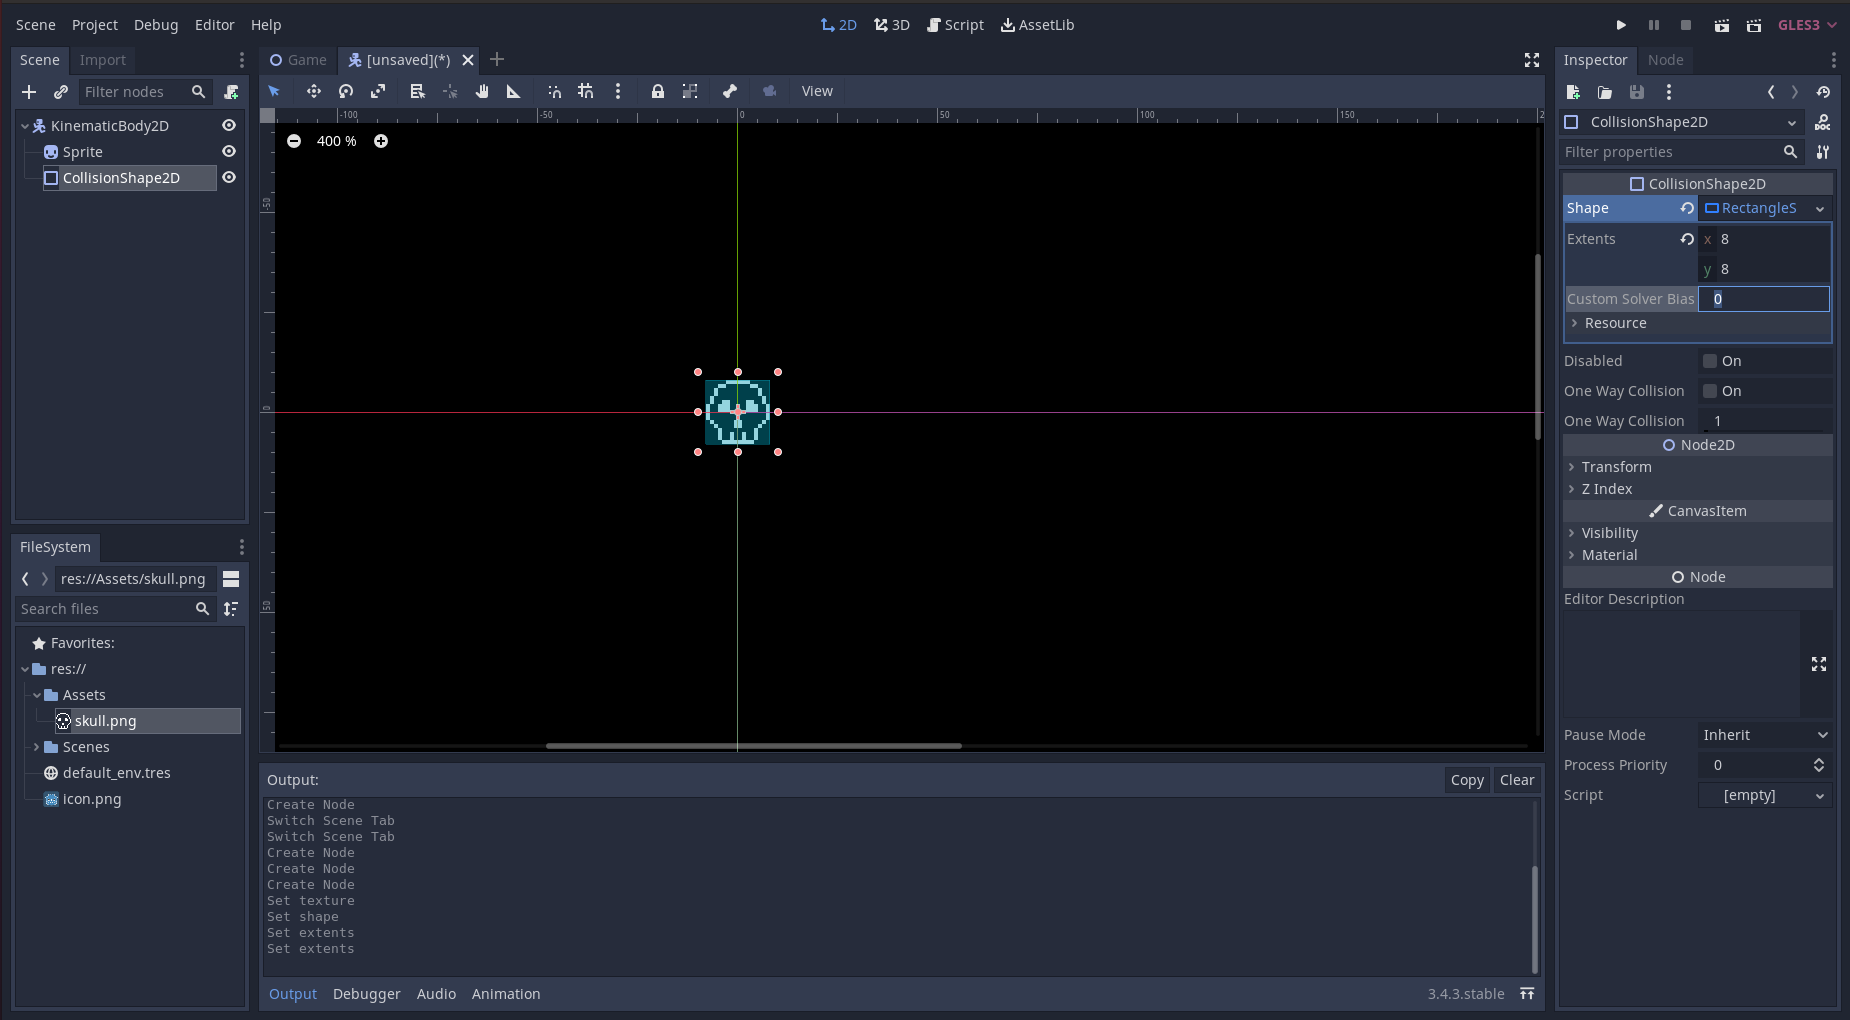 Scene Project Debug Editor Help 2D 3D Script AssetLib GLES3
Scene Import
Filter nodes
KinematicBody2D
Sprite
CollisionShape2D
FileSystem
res://Assets/skull.png
Search files
Favorites:
res://
Assets
skull.png
Scenes
default_env.tres
icon.png
Game [unsaved](*)
View
-100 -50 0 50 100 150 2
400 %
-50
0
50
Output: Copy Clear
Create Node
Switch Scene Tab
Switch Scene Tab
Create Node
Create Node
Create Node
Set texture
Set shape
Set extents
Set extents
Output Debugger Audio Animation 3.4.3.stable
Inspector Node
CollisionShape2D
DOC
Filter properties
CollisionShape2D
Shape RectangleS
Extents x 8
y 8
Custom Solver Bias 0
Resource
Disabled On
One Way Collision On
One Way Collision 1
Node2D
Transform
Z Index
CanvasItem
Visibility
Material
Node
Editor Description
Pause Mode Inherit
Process Priority 0
Script [empty]